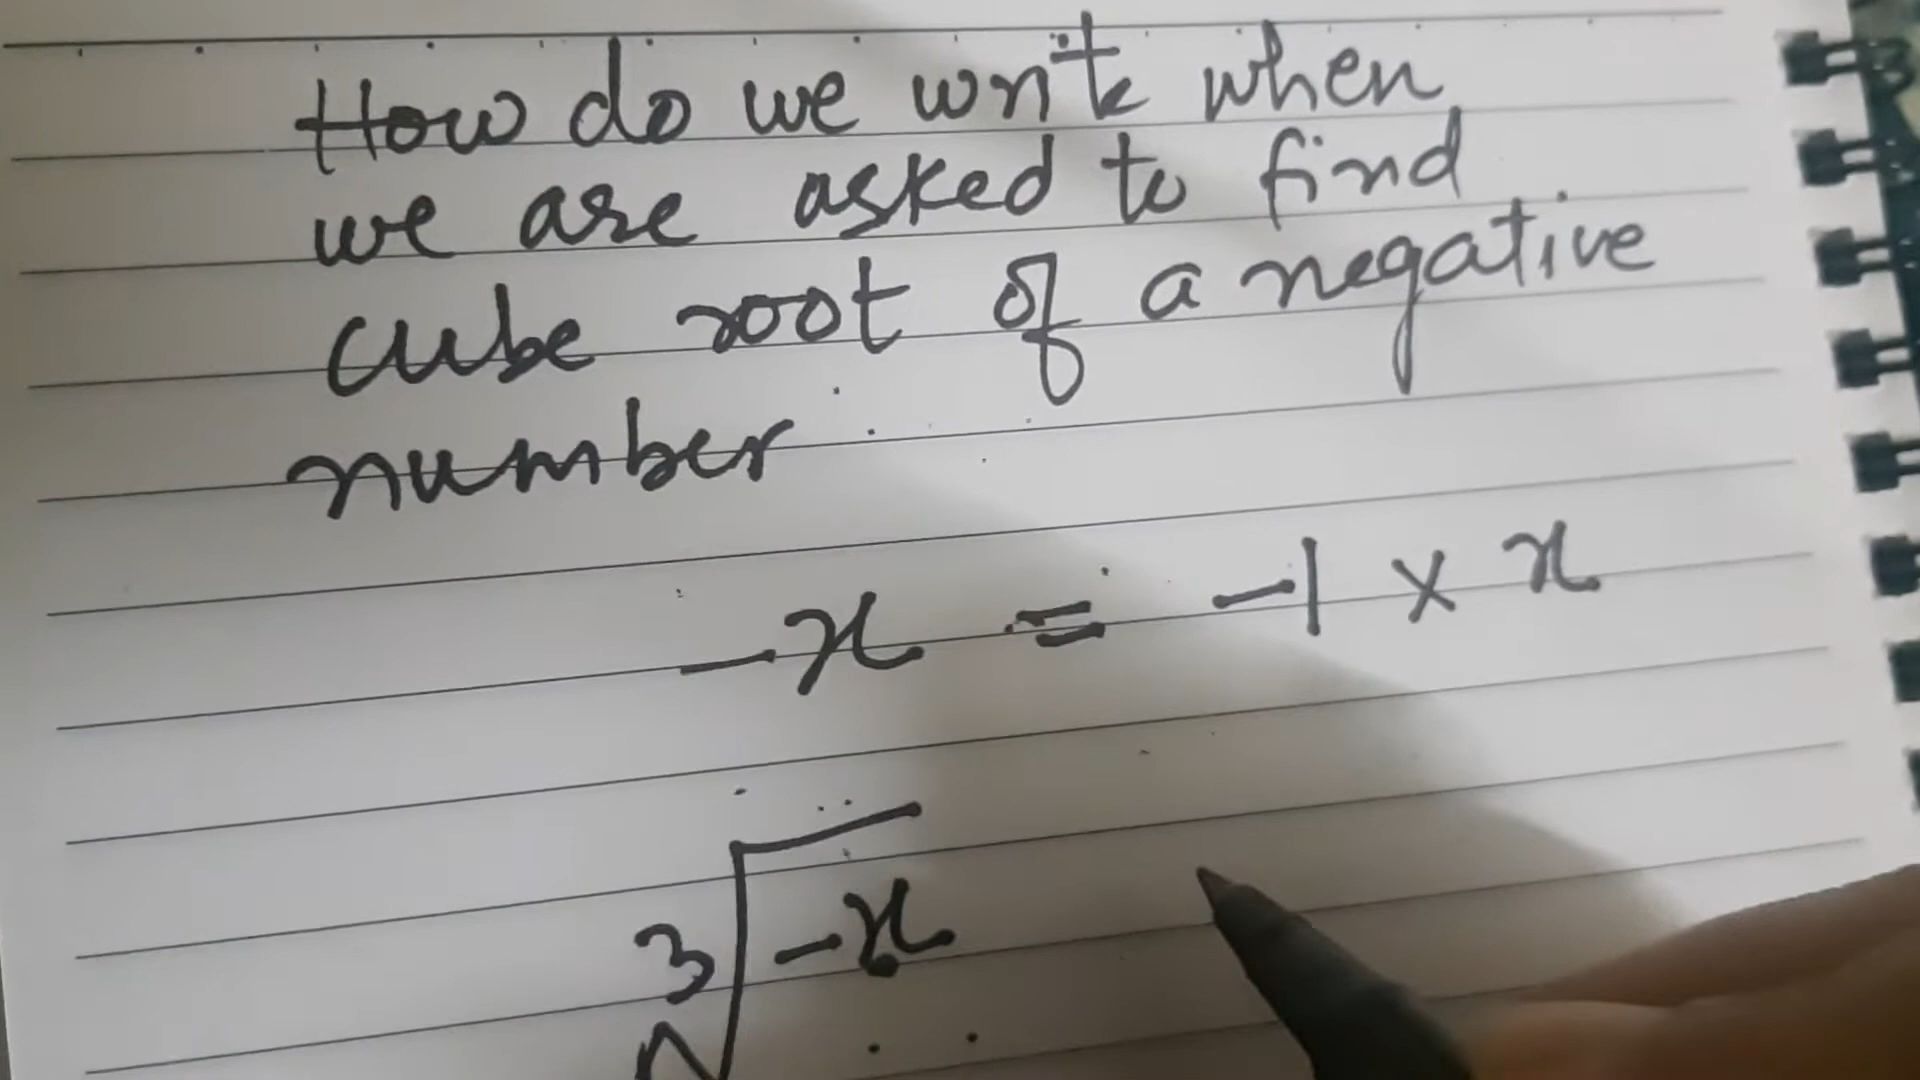 How do we write when
we are asked to find
cube root of a negative
number
-x = -1 × x
∛-x